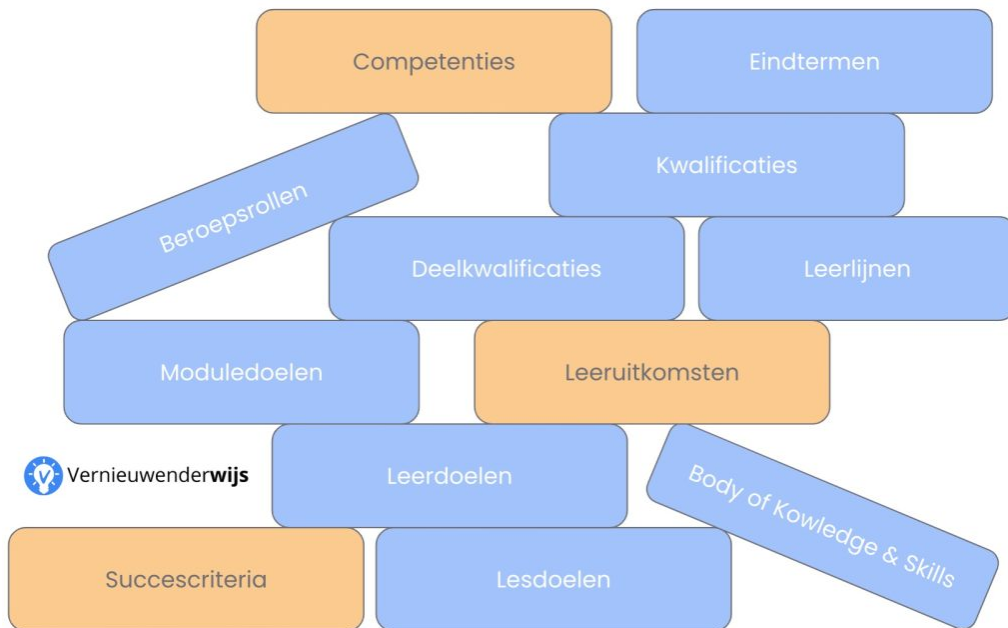 Competenties
Eindtermen
Beroepsrollen
Kwalificaties
Deelkwalificaties
Leerlijnen
Moduledoelen
Leeruitkomsten
Vernieuwenderwijs
Leerdoelen
Body of Kowledge & Skills
Succescriteria
Lesdoelen